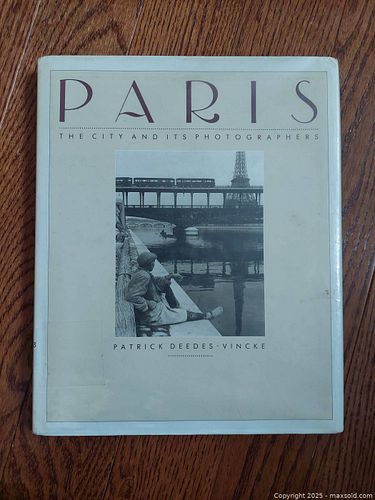 PARIS
THE CITY AND ITS PHOTOGRAPHERS
PATRICK DEEDES-VINCKE
Copyright 2025 - maxsold.com